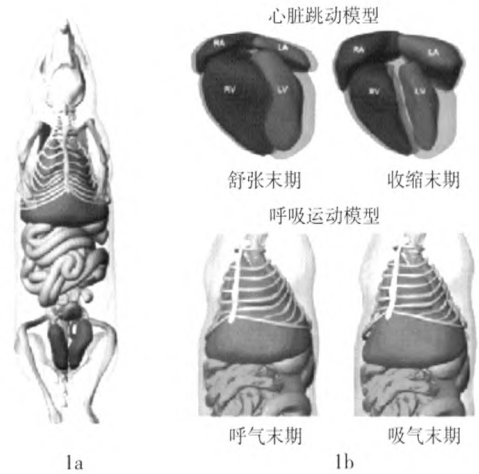 心脏跳动模型
RA LA RV LV
RA LA RV LV
舒张末期 收缩末期
呼吸运动模型
呼气末期 吸气末期
1a 1b